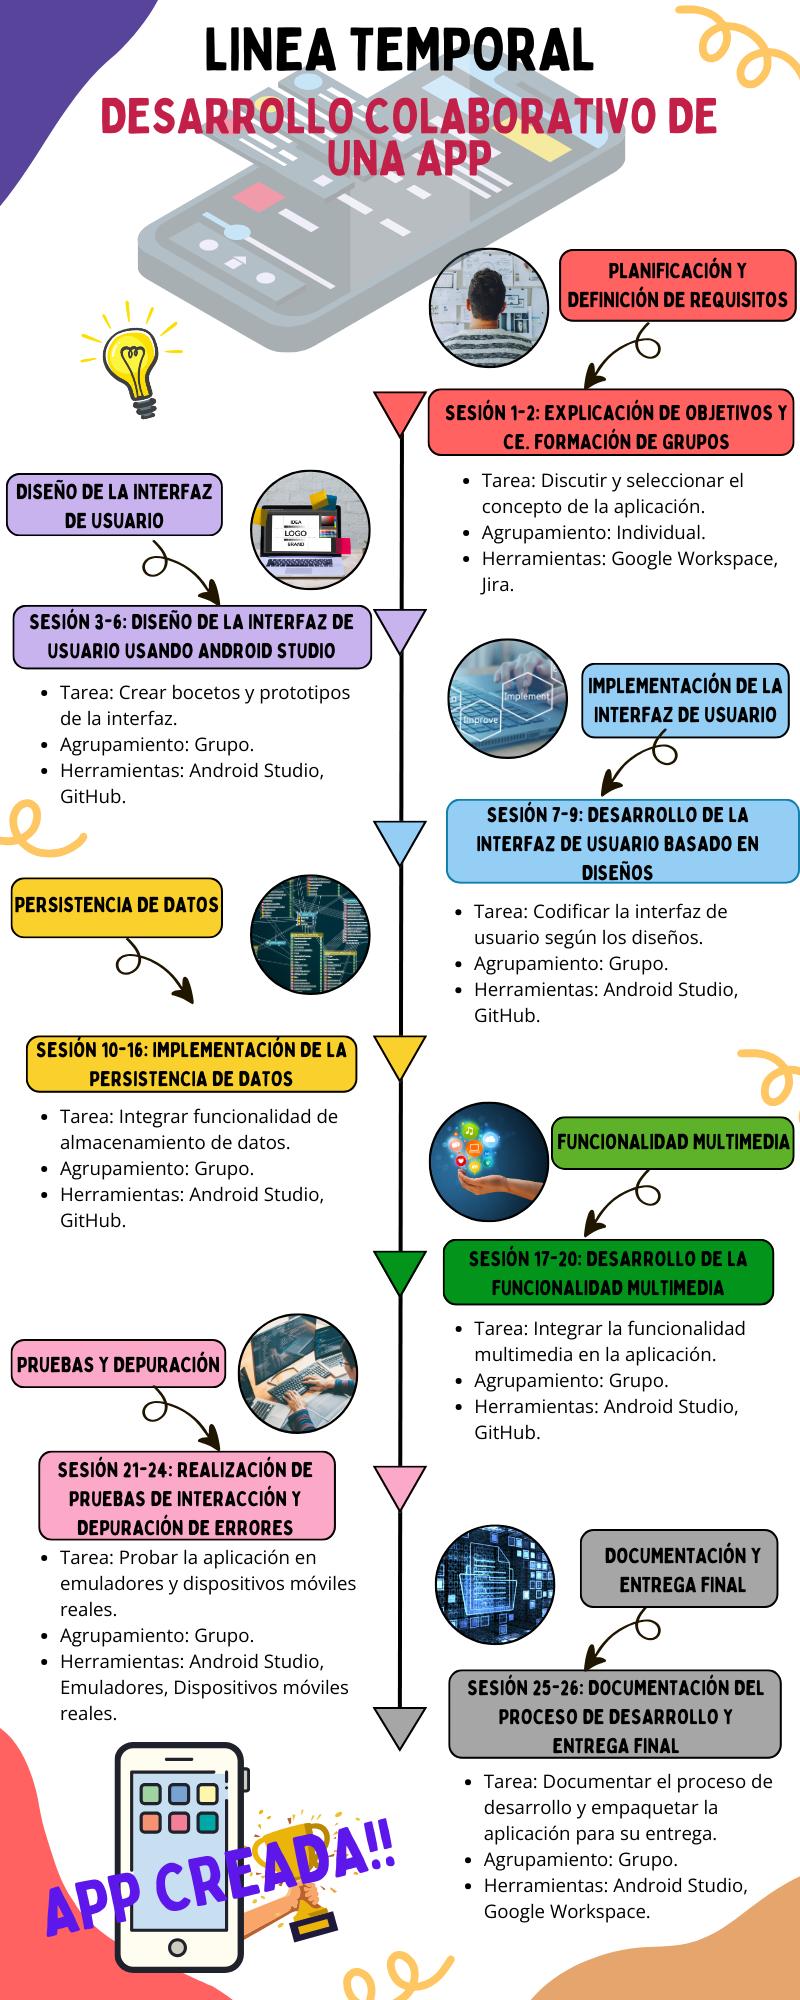 LINEA TEMPORAL
DESARROLLO COLABORATIVO DE
UNA APP
PLANIFICACIÓN Y
DEFINICIÓN DE REQUISITOS
SESIÓN 1-2: EXPLICACIÓN DE OBJETIVOS Y
CE. FORMACIÓN DE GRUPOS
• Tarea: Discutir y seleccionar el
concepto de la aplicación.
• Agrupamiento: Individual.
• Herramientas: Google Workspace,
Jira.
DISEÑO DE LA INTERFAZ
DE USUARIO
IDEA
LOGO
BRAND
SESIÓN 3-6: DISEÑO DE LA INTERFAZ DE
USUARIO USANDO ANDROID STUDIO
• Tarea: Crear bocetos y prototipos
de la interfaz.
• Agrupamiento: Grupo.
• Herramientas: Android Studio,
GitHub.
Implement
Improve
IMPLEMENTACIÓN DE LA
INTERFAZ DE USUARIO
SESIÓN 7-9: DESARROLLO DE LA
INTERFAZ DE USUARIO BASADO EN
DISEÑOS
• Tarea: Codificar la interfaz de
usuario según los diseños.
• Agrupamiento: Grupo.
• Herramientas: Android Studio,
GitHub.
PERSISTENCIA DE DATOS
SESIÓN 10-16: IMPLEMENTACIÓN DE LA
PERSISTENCIA DE DATOS
• Tarea: Integrar funcionalidad de
almacenamiento de datos.
• Agrupamiento: Grupo.
• Herramientas: Android Studio,
GitHub.
FUNCIONALIDAD MULTIMEDIA
SESIÓN 17-20: DESARROLLO DE LA
FUNCIONALIDAD MULTIMEDIA
• Tarea: Integrar la funcionalidad
multimedia en la aplicación.
• Agrupamiento: Grupo.
• Herramientas: Android Studio,
GitHub.
PRUEBAS Y DEPURACIÓN
SESIÓN 21-24: REALIZACIÓN DE
PRUEBAS DE INTERACCIÓN Y
DEPURACIÓN DE ERRORES
• Tarea: Probar la aplicación en
emuladores y dispositivos móviles
reales.
• Agrupamiento: Grupo.
• Herramientas: Android Studio,
Emuladores, Dispositivos móviles
reales.
DOCUMENTACIÓN Y
ENTREGA FINAL
SESIÓN 25-26: DOCUMENTACIÓN DEL
PROCESO DE DESARROLLO Y
ENTREGA FINAL
• Tarea: Documentar el proceso de
desarrollo y empaquetar la
aplicación para su entrega.
• Agrupamiento: Grupo.
• Herramientas: Android Studio,
Google Workspace.
APP CREADA!!